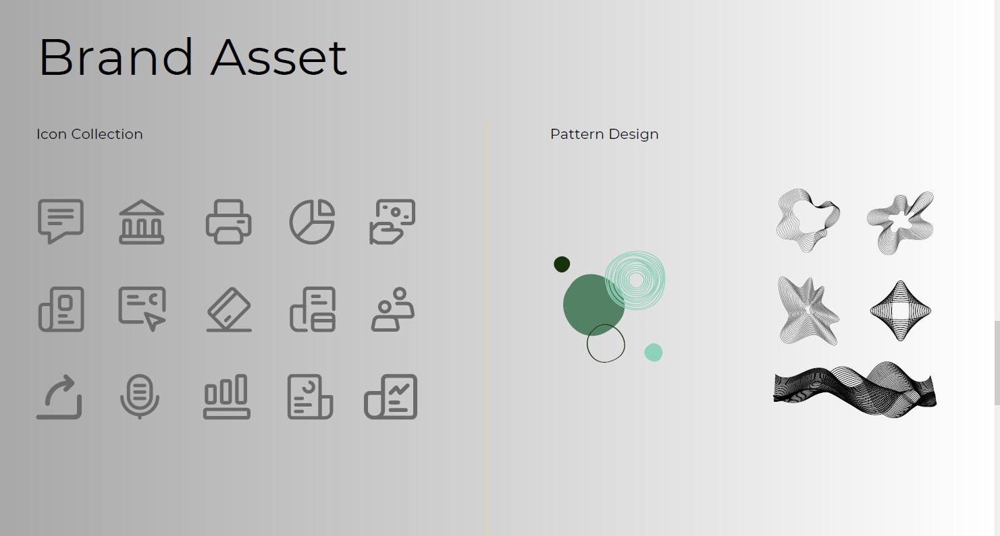 Brand Asset
Icon Collection
Pattern Design